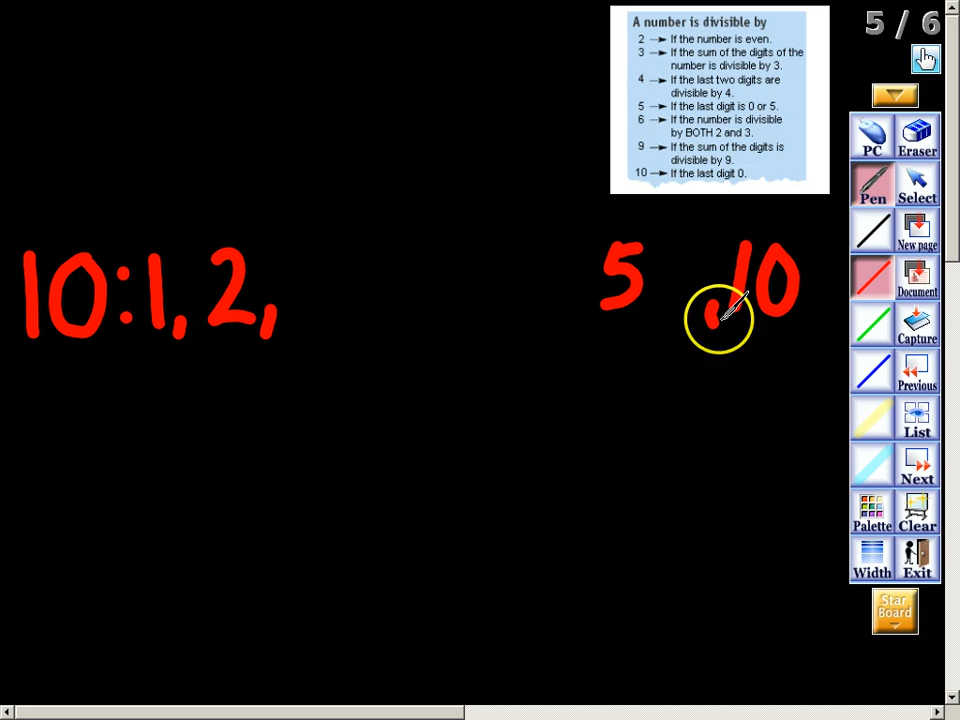 5 / 6
A number is divisible by
2 → If the number is even.
3 → If the sum of the digits of the
number is divisible by 3.
4 → If the last two digits are
divisible by 4.
5 → If the last digit is 0 or 5.
6 → If the number is divisible
by BOTH 2 and 3.
9 → If the sum of the digits is
divisible by 9.
10 → If the last digit 0.
10:1, 2, 5 ,10
PC Eraser
Pen Select
New page
Document
Capture
Previous
List
Next
Palette Clear
Width Exit
Star
Board